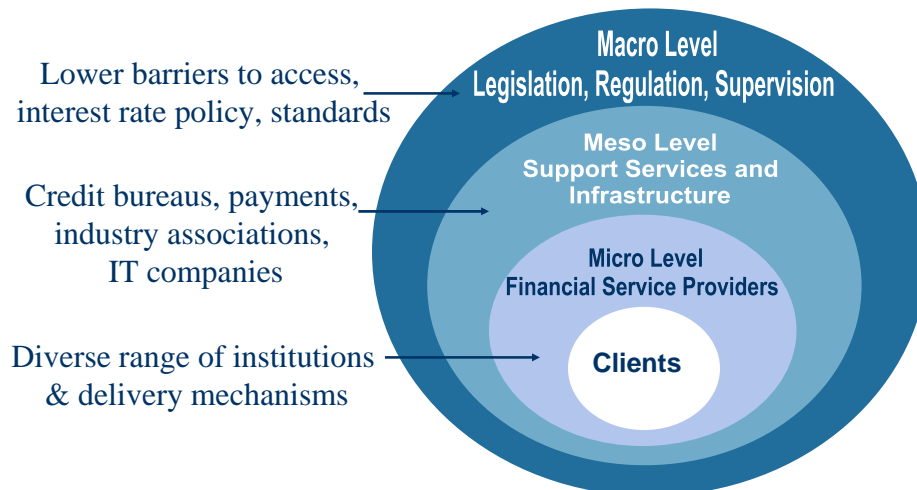 Macro Level
Legislation, Regulation, Supervision
Lower barriers to access,
interest rate policy, standards
Meso Level
Support Services and
Infrastructure
Credit bureaus, payments,
industry associations,
IT companies
Micro Level
Financial Service Providers
Diverse range of institutions
& delivery mechanisms
Clients